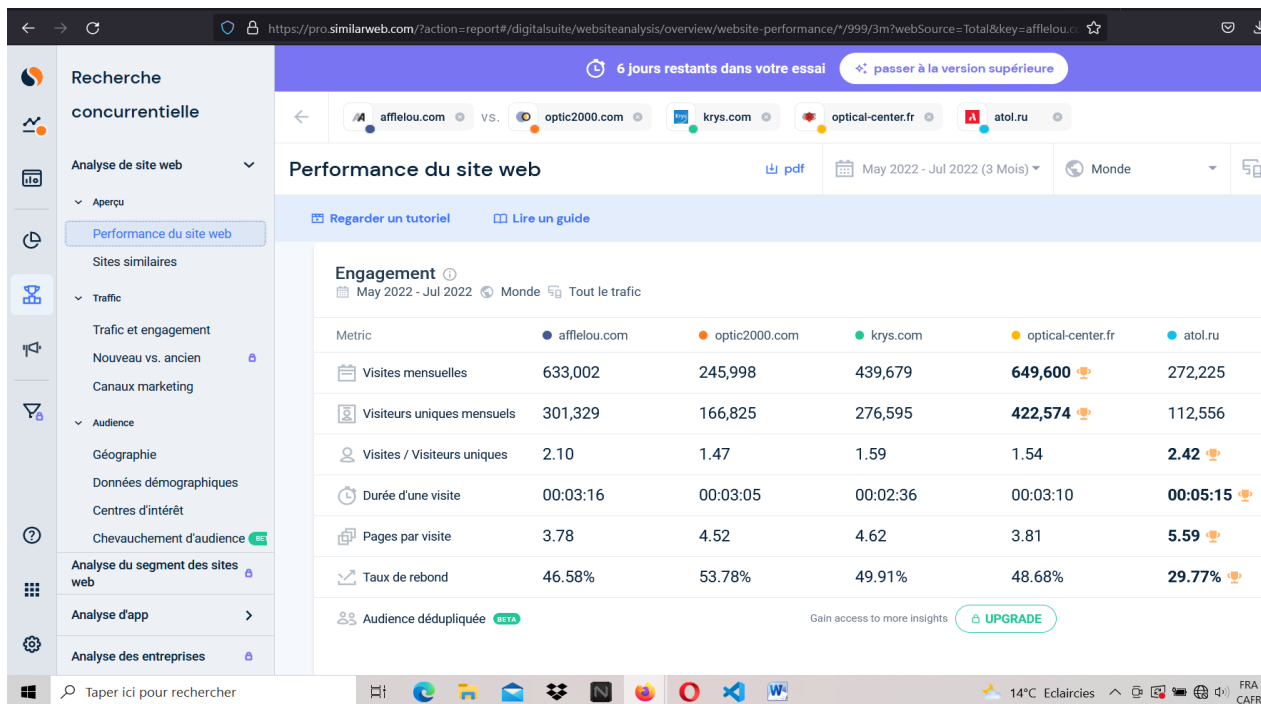 https://pro.similarweb.com/?action=report#/digitalsuite/websiteanalysis/overview/website-performance/*/999/3m?webSource=Total&key=afflelou.c
Recherche
concurrentielle
6 jours restants dans votre essai
passer à la version supérieure
afflelou.com vs. optic2000.com krys.com optical-center.fr atol.ru
Analyse de site web
Performance du site web
pdf
May 2022 - Jul 2022 (3 Mois)
Monde
Aperçu
Performance du site web
Sites similaires
Traffic
Trafic et engagement
Nouveau vs. ancien
Canaux marketing
Audience
Géographie
Données démographiques
Centres d'intérêt
Chevauchement d'audience
Analyse du segment des sites
web
Analyse d'app
Analyse des entreprises
Regarder un tutoriel Lire un guide
Engagement
May 2022 - Jul 2022 Monde Tout le trafic
Metric afflelou.com optic2000.com krys.com optical-center.fr atol.ru
Visites mensuelles 633,002 245,998 439,679 649,600 272,225
Visiteurs uniques mensuels 301,329 166,825 276,595 422,574 112,556
Visites / Visiteurs uniques 2.10 1.47 1.59 1.54 2.42
Durée d'une visite 00:03:16 00:03:05 00:02:36 00:03:10 00:05:15
Pages par visite 3.78 4.52 4.62 3.81 5.59
Taux de rebond 46.58% 53.78% 49.91% 48.68% 29.77%
Audience dédupliquée BETA Gain access to more insights UPGRADE
Taper ici pour rechercher
14°C Eclaircies
FRA
CAFR